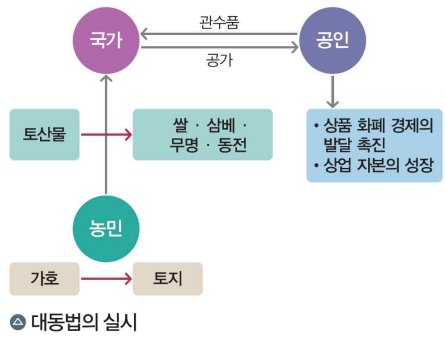 국가
관수품
공가
공인
토산물
쌀 · 삼베 ·
무명 · 동전
• 상품 화폐 경제의
발달 촉진
• 상업 자본의 성장
농민
가호
토지
대동법의 실시